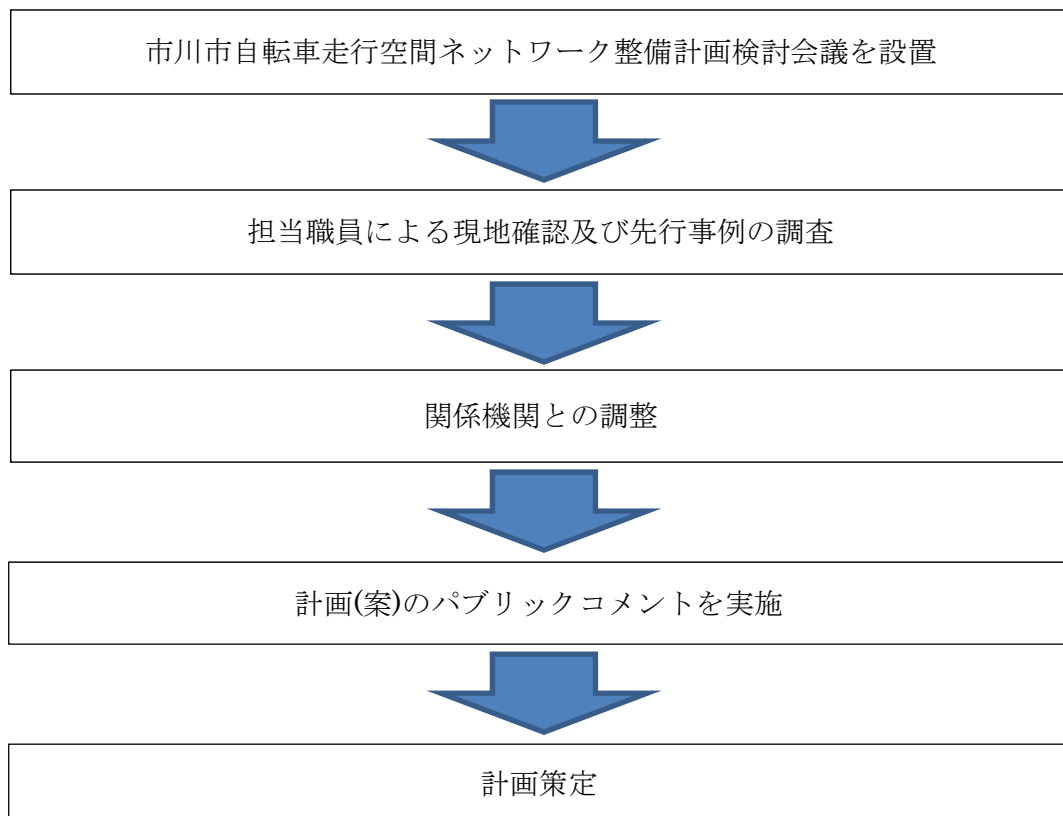 市川市自転車走行空間ネットワーク整備計画検討会議を設置
担当職員による現地確認及び先行事例の調査
関係機関との調整
計画(案)のパブリックコメントを実施
計画策定